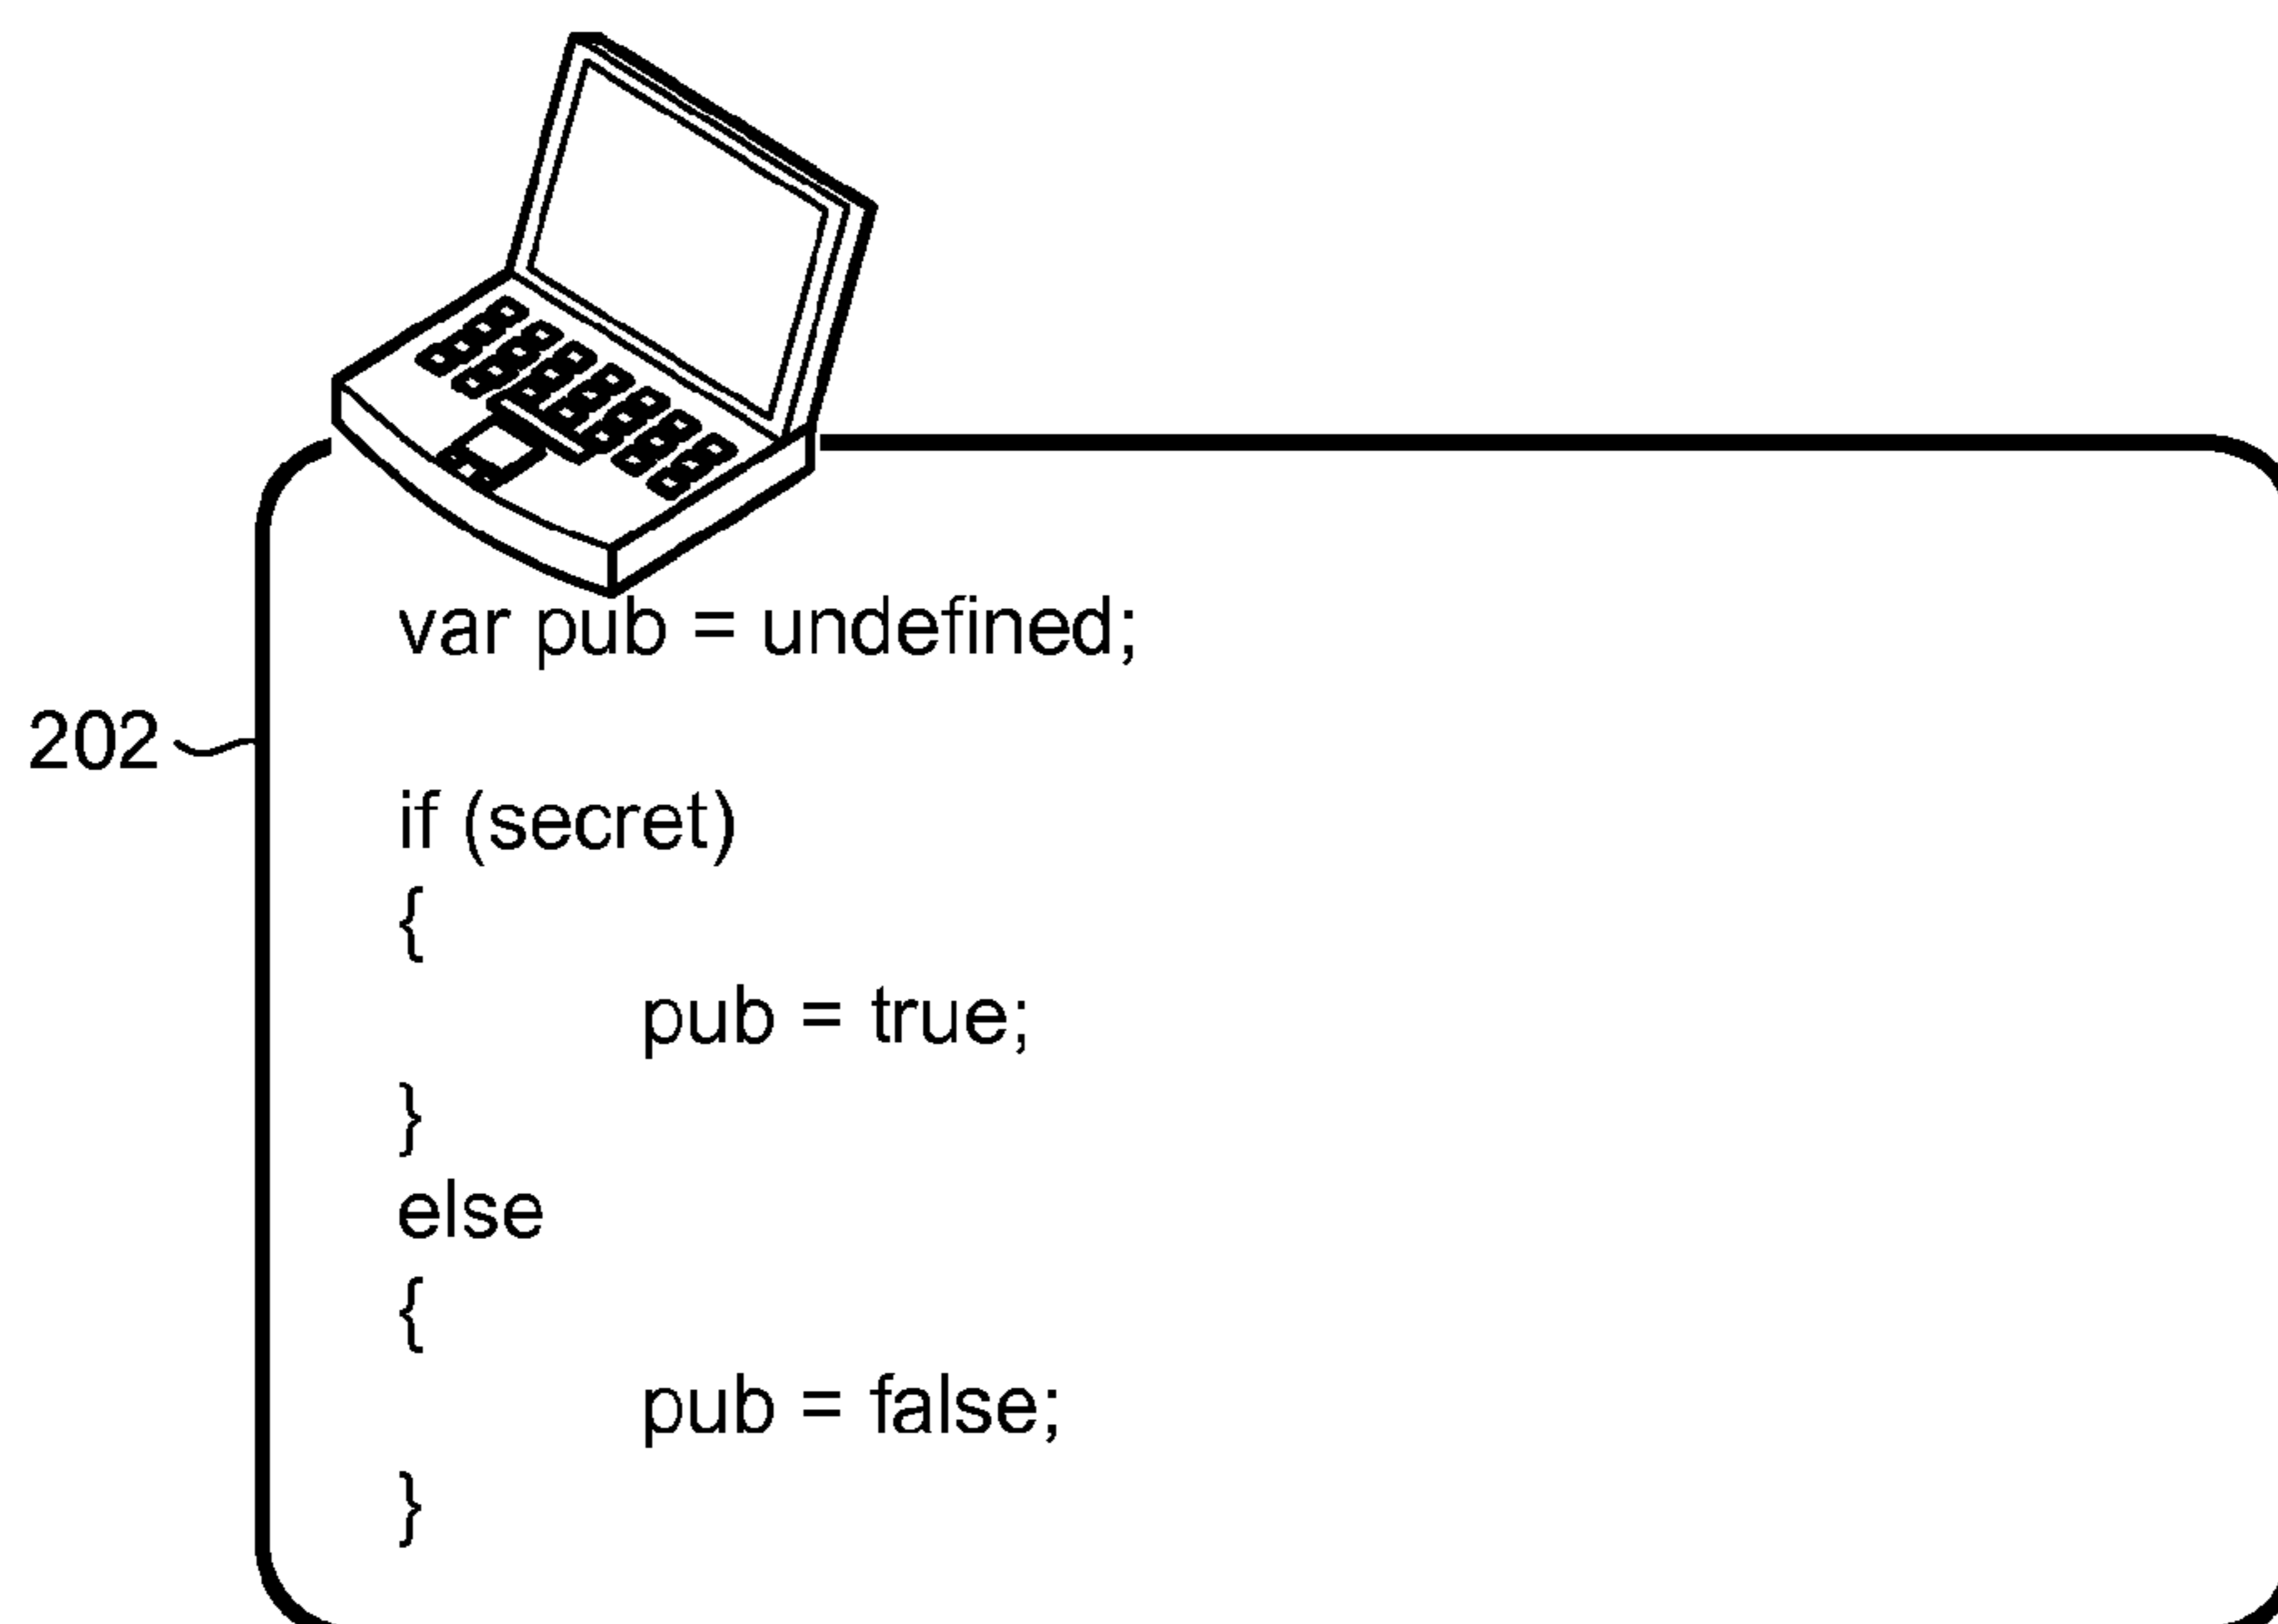 var pub = undefined;
202
if (secret)
{
pub = true;
}
else
{
pub = false;
}